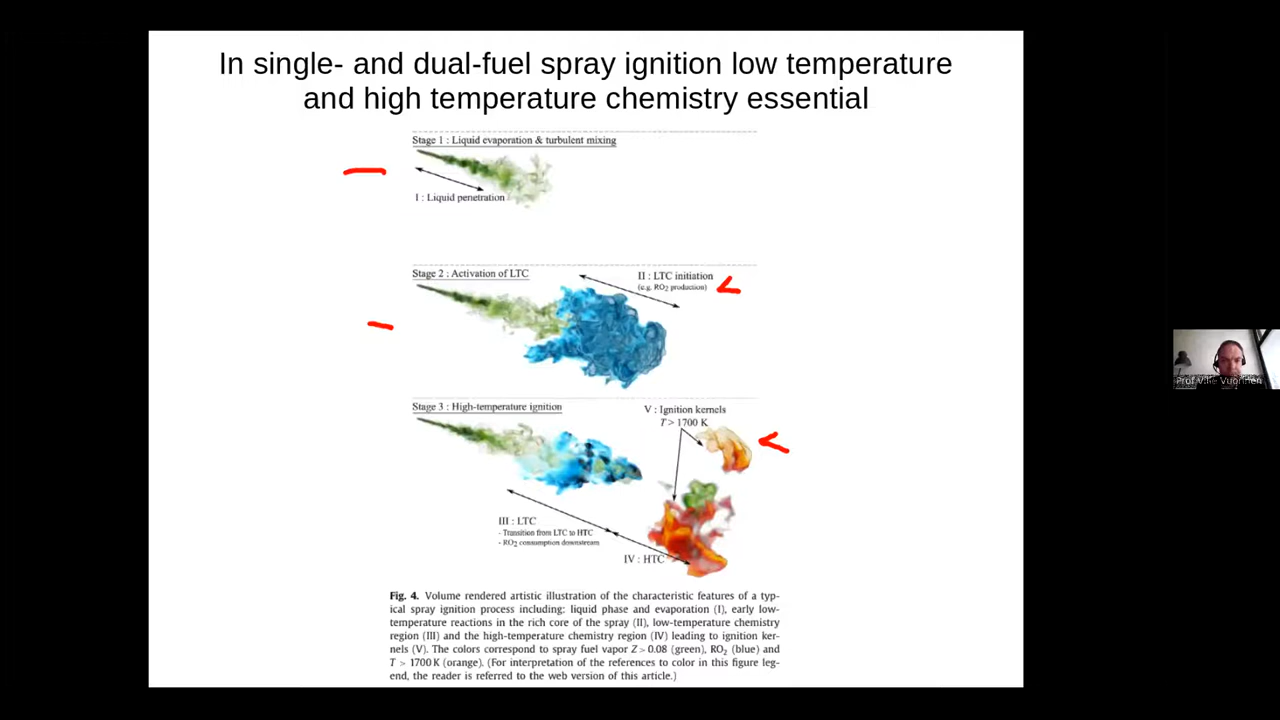 In single- and dual-fuel spray ignition low temperature
and high temperature chemistry essential
Stage 1 : Liquid evaporation & turbulent mixing
I : Liquid penetration
Stage 2 : Activation of LTC
II : LTC initiation
(e.g. RO2 production)
Stage 3 : High-temperature ignition
V : Ignition kernels
T > 1700 K
III : LTC
- Transition from LTC to HTC
- RO2 consumption downstream
IV : HTC
Fig. 4. Volume rendered artistic illustration of the characteristic features of a typ-
ical spray ignition process including: liquid phase and evaporation (I), early low-
temperature reactions in the rich core of the spray (II), low-temperature chemistry
region (III) and the high-temperature chemistry region (IV) leading to ignition ker-
nels (V). The colors correspond to spray fuel vapor Z > 0.08 (green), RO2 (blue) and
T > 1700 K (orange). (For interpretation of the references to color in this figure leg-
end, the reader is referred to the web version of this article.)
Prof Ville Vuorinen